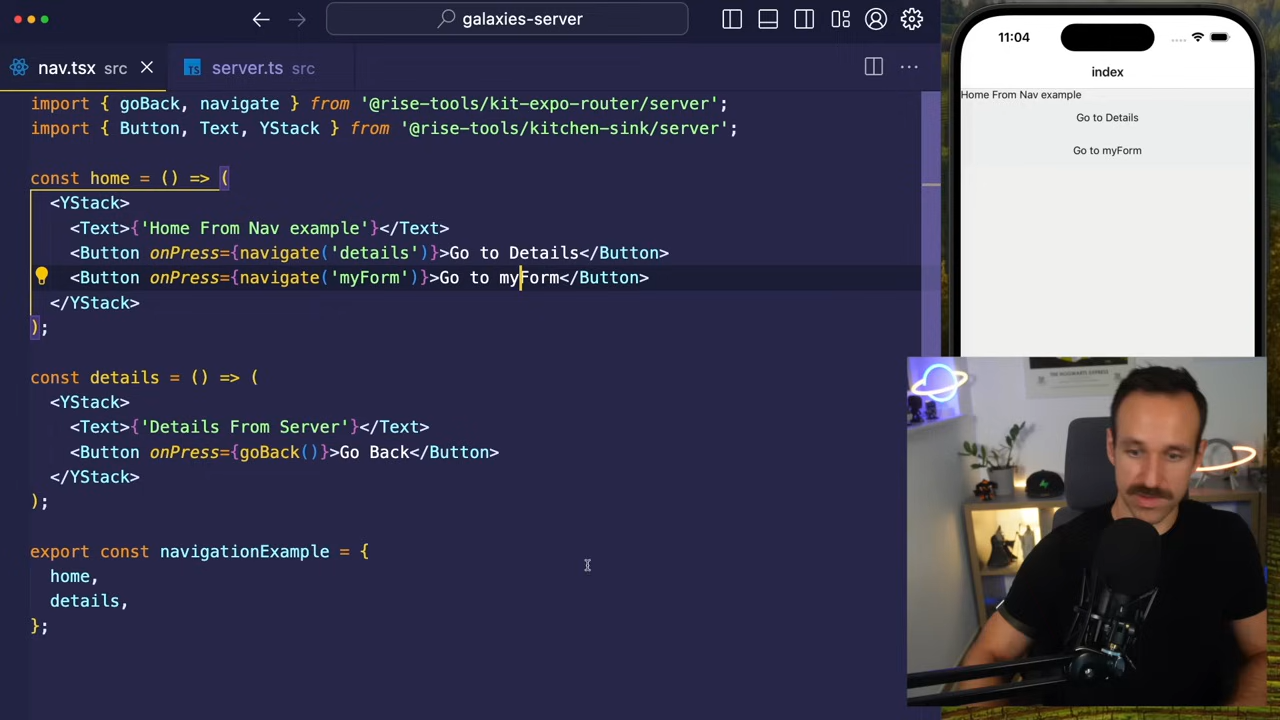 galaxies-server
nav.tsx src
TS server.ts src
import { goBack, navigate } from '@rise-tools/kit-expo-router/server';
import { Button, Text, YStack } from '@rise-tools/kitchen-sink/server';
const home = () => (
<YStack>
<Text>{'Home From Nav example'}</Text>
<Button onPress={navigate('details')}>Go to Details</Button>
<Button onPress={navigate('myForm')}>Go to myForm</Button>
</YStack>
);
const details = () => (
<YStack>
<Text>{'Details From Server'}</Text>
<Button onPress={goBack()}>Go Back</Button>
</YStack>
);
export const navigationExample = {
home,
details,
};
11:04
index
Home From Nav example
Go to Details
Go to myForm